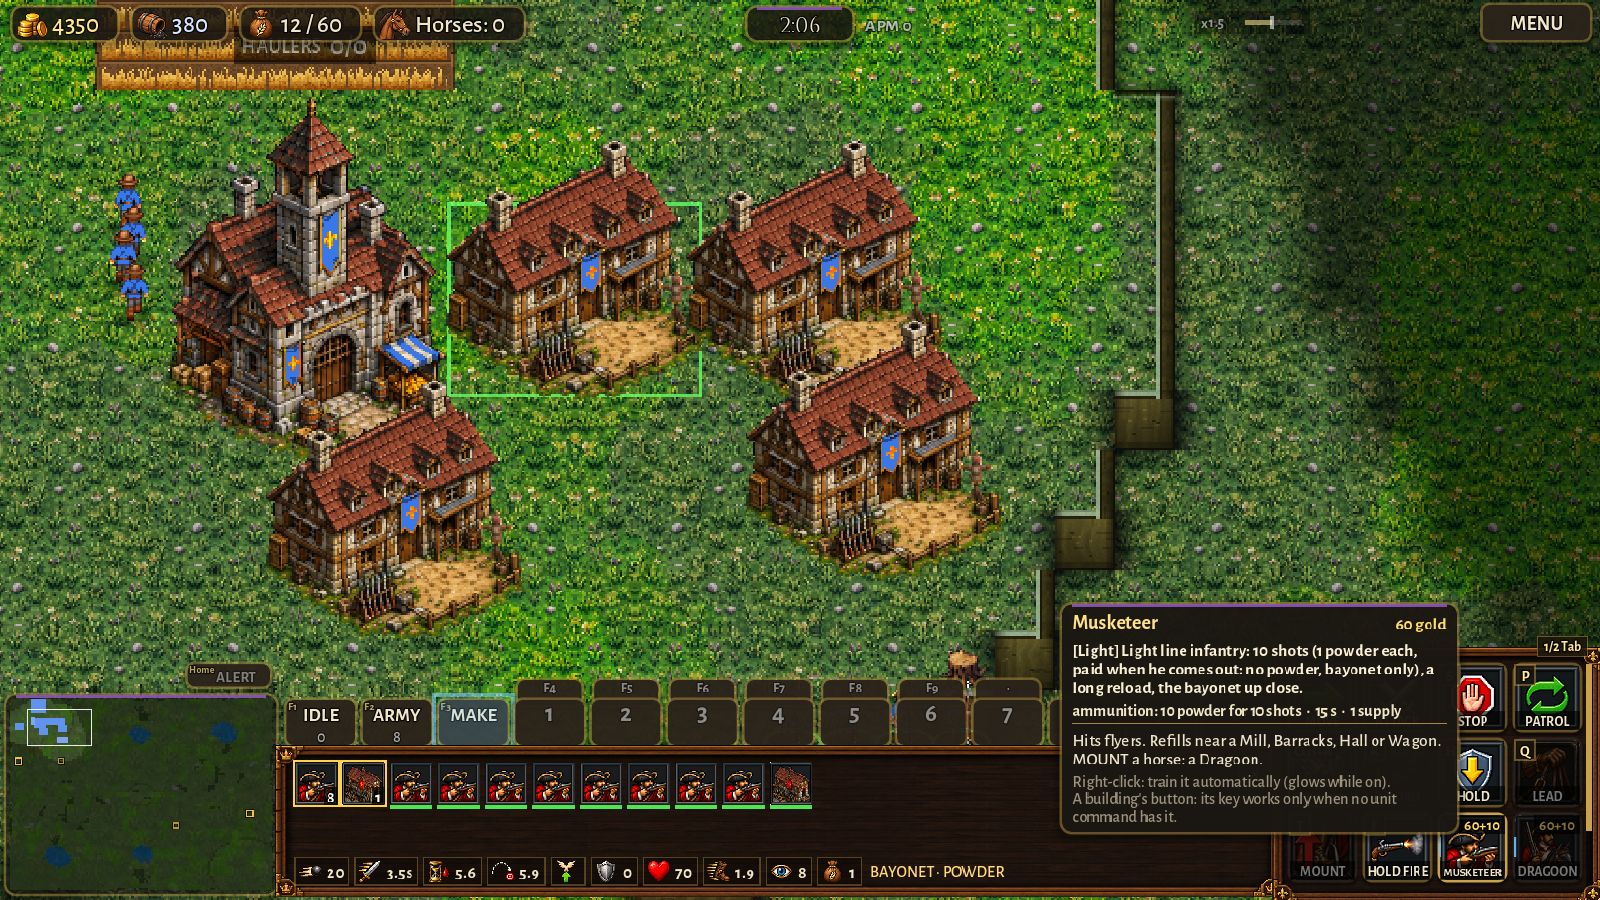 4350
380
12 / 60
Horses: 0
2:06
APM 0
x1.5
MENU
HAULERS 0/0
Home
ALERT
F1
IDLE
0
F2
ARMY
8
F3
MAKE
F4
1
F5
2
F6
3
F7
4
F8
5
F9
6
7
8
1
20
3.5s
5.6
5.9
0
70
1.9
8
1
BAYONET · POWDER
Musketeer
60 gold
[Light] Light line infantry: 10 shots (1 powder each,
paid when he comes out: no powder, bayonet only), a
long reload, the bayonet up close.
ammunition: 10 powder for 10 shots · 15 s · 1 supply
Hits flyers. Refills near a Mill, Barracks, Hall or Wagon.
MOUNT a horse: a Dragoon.
Right-click: train it automatically (glows while on).
A building's button: its key works only when no unit
command has it.
1/2 Tab
STOP
P
PATROL
HOLD
Q
LEAD
MOUNT
HOLD FIRE
60+10
MUSKETEER
60+10
DRAGOON